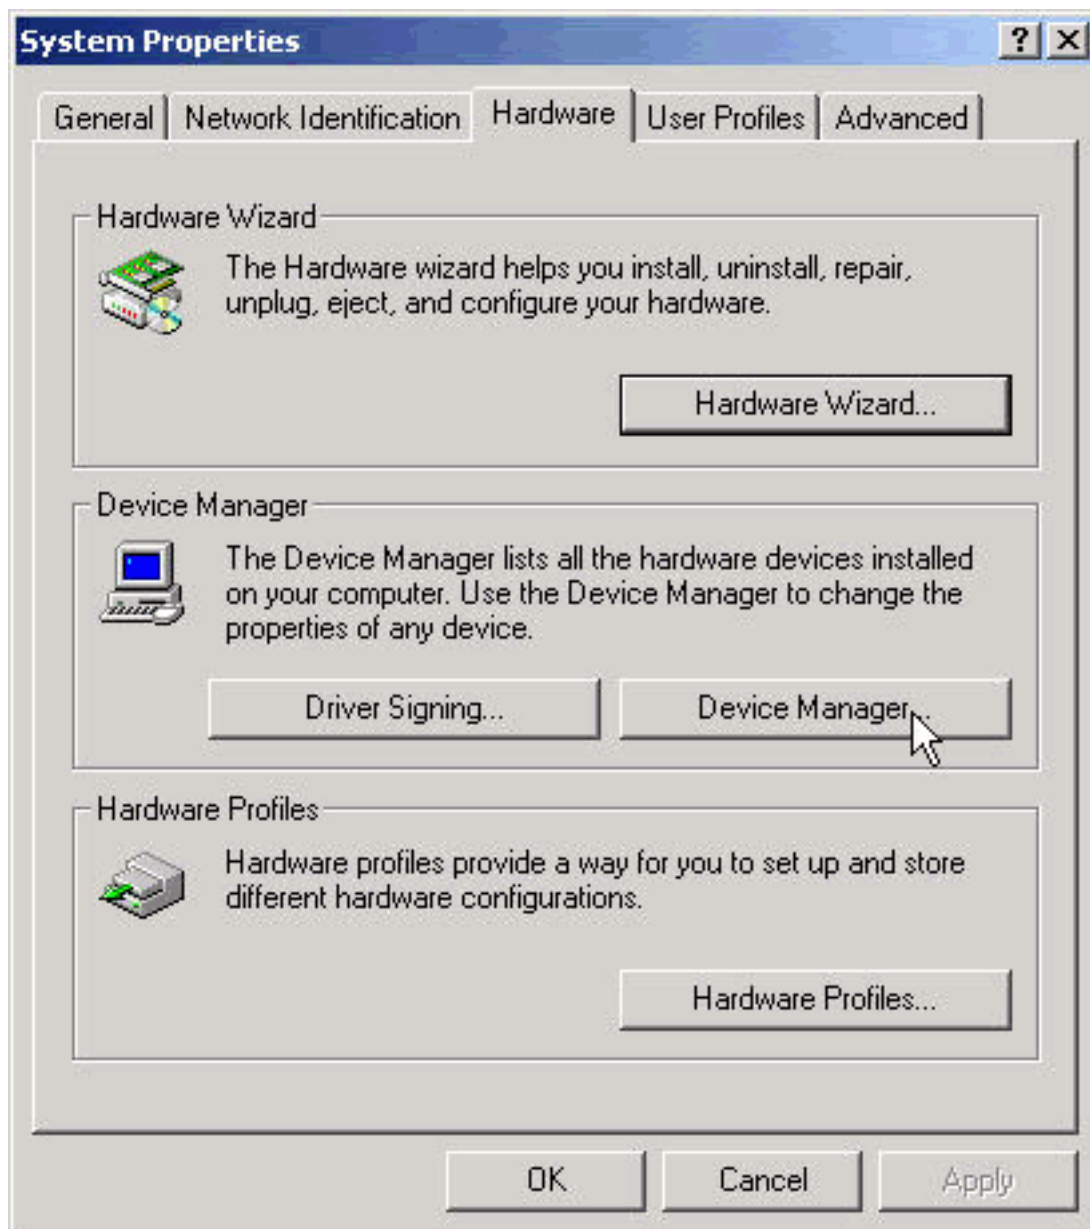 System Properties
General Network Identification Hardware User Profiles Advanced
Hardware Wizard
The Hardware wizard helps you install, uninstall, repair,
unplug, eject, and configure your hardware.
Hardware Wizard...
Device Manager
The Device Manager lists all the hardware devices installed
on your computer. Use the Device Manager to change the
properties of any device.
Driver Signing... Device Manager...
Hardware Profiles
Hardware profiles provide a way for you to set up and store
different hardware configurations.
Hardware Profiles...
OK Cancel Apply